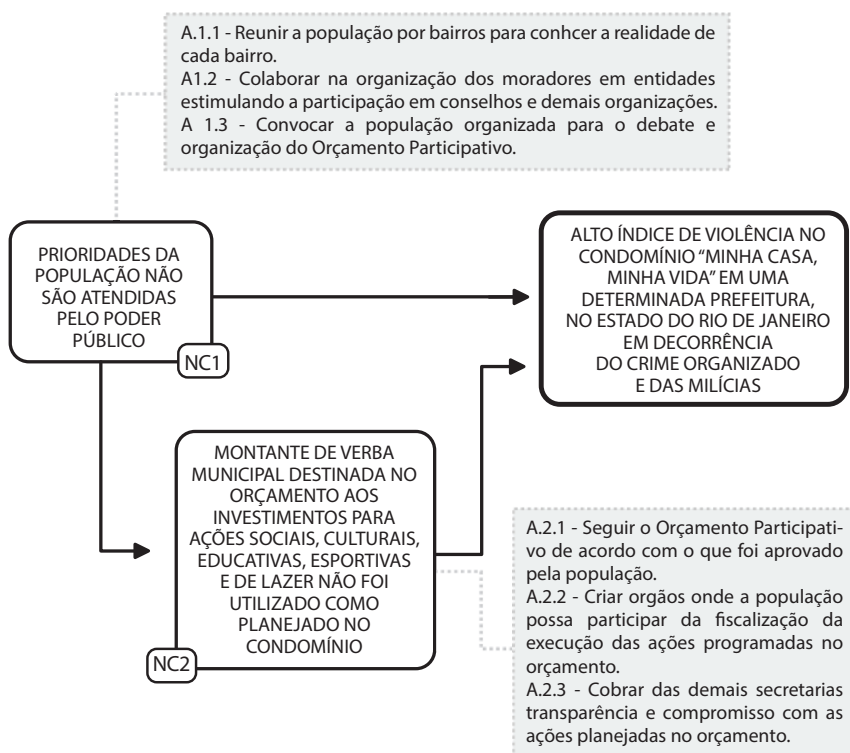 A.1.1 - Reunir a população por bairros para conhcer a realidade de
cada bairro.
A1.2 - Colaborar na organização dos moradores em entidades
estimulando a participação em conselhos e demais organizações.
A 1.3 - Convocar a população organizada para o debate e
organização do Orçamento Participativo.
PRIORIDADES DA
POPULAÇÃO NÃO
SÃO ATENDIDAS
PELO PODER
PÚBLICO
NC1
ALTO ÍNDICE DE VIOLÊNCIA NO
CONDOMÍNIO “MINHA CASA,
MINHA VIDA” EM UMA
DETERMINADA PREFEITURA,
NO ESTADO DO RIO DE JANEIRO
EM DECORRÊNCIA
DO CRIME ORGANIZADO
E DAS MILÍCIAS
MONTANTE DE VERBA
MUNICIPAL DESTINADA NO
ORÇAMENTO AOS
INVESTIMENTOS PARA
AÇÕES SOCIAIS, CULTURAIS,
EDUCATIVAS, ESPORTIVAS
E DE LAZER NÃO FOI
UTILIZADO COMO
PLANEJADO NO
CONDOMÍNIO
NC2
A.2.1 - Seguir o Orçamento Participati-
vo de acordo com o que foi aprovado
pela população.
A.2.2 - Criar orgãos onde a população
possa participar da fiscalização da
execução das ações programadas no
orçamento.
A.2.3 - Cobrar das demais secretarias
transparência e compromisso com as
ações planejadas no orçamento.